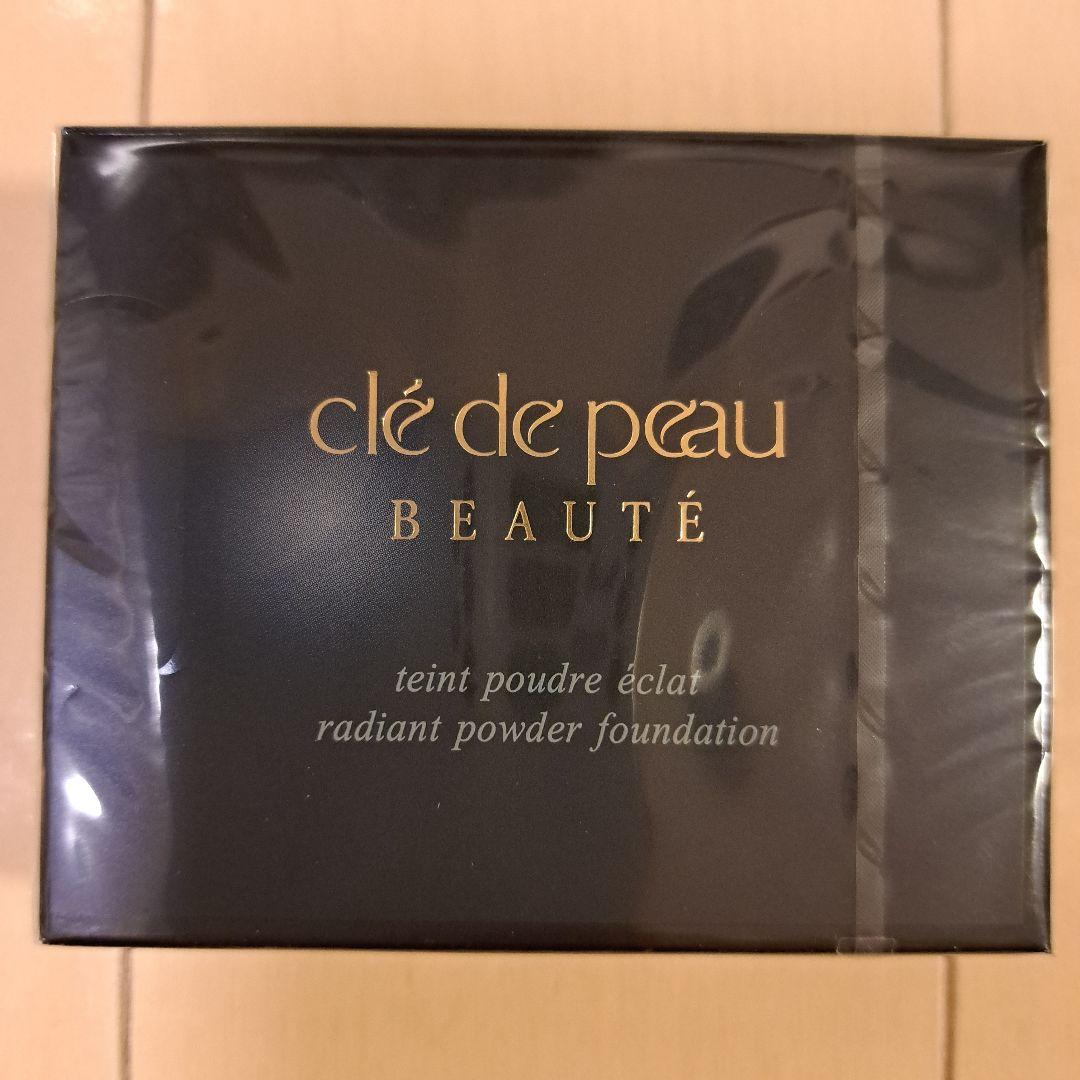 clé de peau
BEAUTÉ
teint poudre éclat
radiant powder foundation